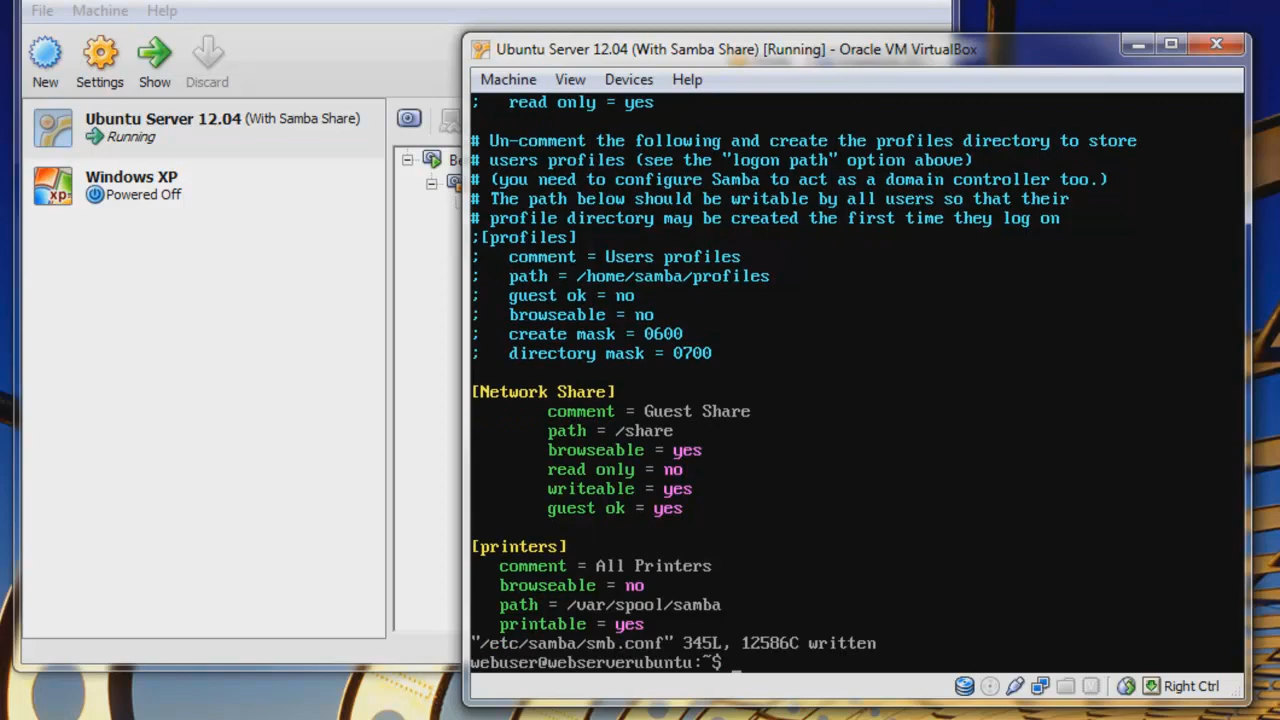 File Machine Help
New Settings Show Discard
Ubuntu Server 12.04 (With Samba Share)
Running
Windows XP
xp
Powered Off
Ubuntu Server 12.04 (With Samba Share) [Running] - Oracle VM VirtualBox
Machine View Devices Help
;   read only = yes
# Un-comment the following and create the profiles directory to store
# users profiles (see the "logon path" option above)
# (you need to configure Samba to act as a domain controller too.)
# The path below should be writable by all users so that their
# profile directory may be created the first time they log on
;[profiles]
;   comment = Users profiles
;   path = /home/samba/profiles
;   guest ok = no
;   browseable = no
;   create mask = 0600
;   directory mask = 0700
[Network Share]
comment = Guest Share
path = /share
browseable = yes
read only = no
writeable = yes
guest ok = yes
[printers]
comment = All Printers
browseable = no
path = /var/spool/samba
printable = yes
"/etc/samba/smb.conf" 345L, 12586C written
webuser@webserverubuntu:~$ _
Right Ctrl